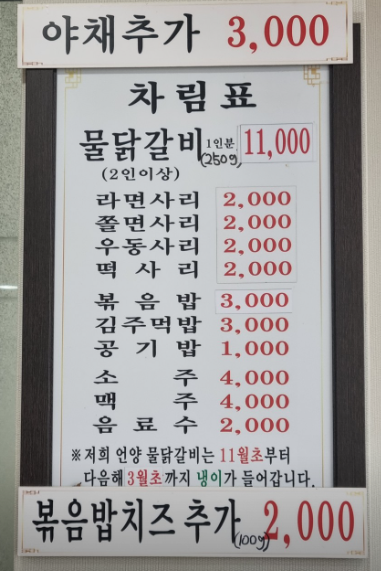 야채추가 3,000
차림표
물닭갈비 1인분 (250g) 11,000
(2인이상)
라면사리 2,000
쫄면사리 2,000
우동사리 2,000
떡사리 2,000
볶음밥 3,000
김주먹밥 3,000
공기밥 1,000
소주 4,000
맥주 4,000
음료수 2,000
※저희 언양 물닭갈비는 11월초부터
다음해 3월초까지 냉이가 들어갑니다.
볶음밥치즈추가 (100g) 2,000